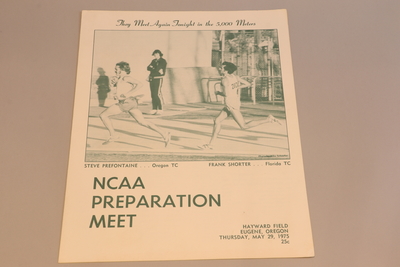 They Meet Again Tonight in the 5,000 Meters
STEVE PREFONTAINE . . . Oregon TC FRANK SHORTER . . . Florida TC
NCAA
PREPARATION
MEET
HAYWARD FIELD
EUGENE, OREGON
THURSDAY, MAY 29, 1975
25c